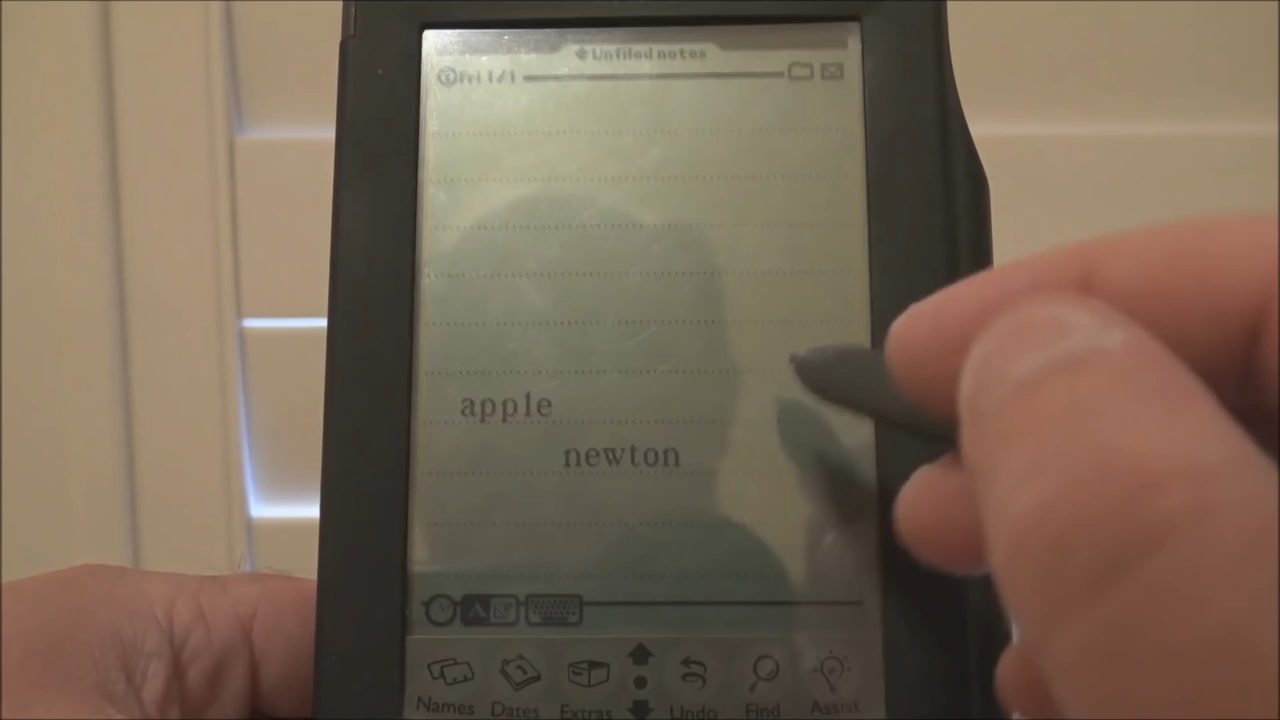 Unfiled notes
Fri 1/1
apple
newton
A
Names Dates Extras Undo Find Assist